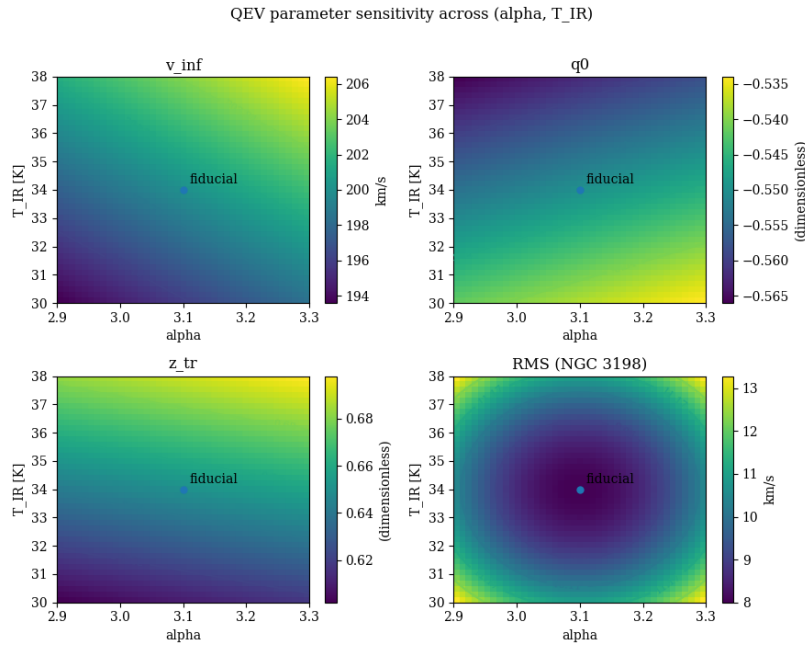 QEV parameter sensitivity across (alpha, T_IR)
v_inf
38
37
36
35
34
33
32
31
30
T_IR [K]
fiducial
2.9 3.0 3.1 3.2 3.3
alpha
206
204
202
200
198
196
194
km/s
q0
38
37
36
35
34
33
32
31
30
T_IR [K]
fiducial
2.9 3.0 3.1 3.2 3.3
alpha
−0.535
−0.540
−0.545
−0.550
−0.555
−0.560
−0.565
(dimensionless)
z_tr
38
37
36
35
34
33
32
31
30
T_IR [K]
fiducial
2.9 3.0 3.1 3.2 3.3
alpha
0.68
0.66
0.64
0.62
(dimensionless)
RMS (NGC 3198)
38
37
36
35
34
33
32
31
30
T_IR [K]
fiducial
2.9 3.0 3.1 3.2 3.3
alpha
13
12
11
10
9
8
km/s